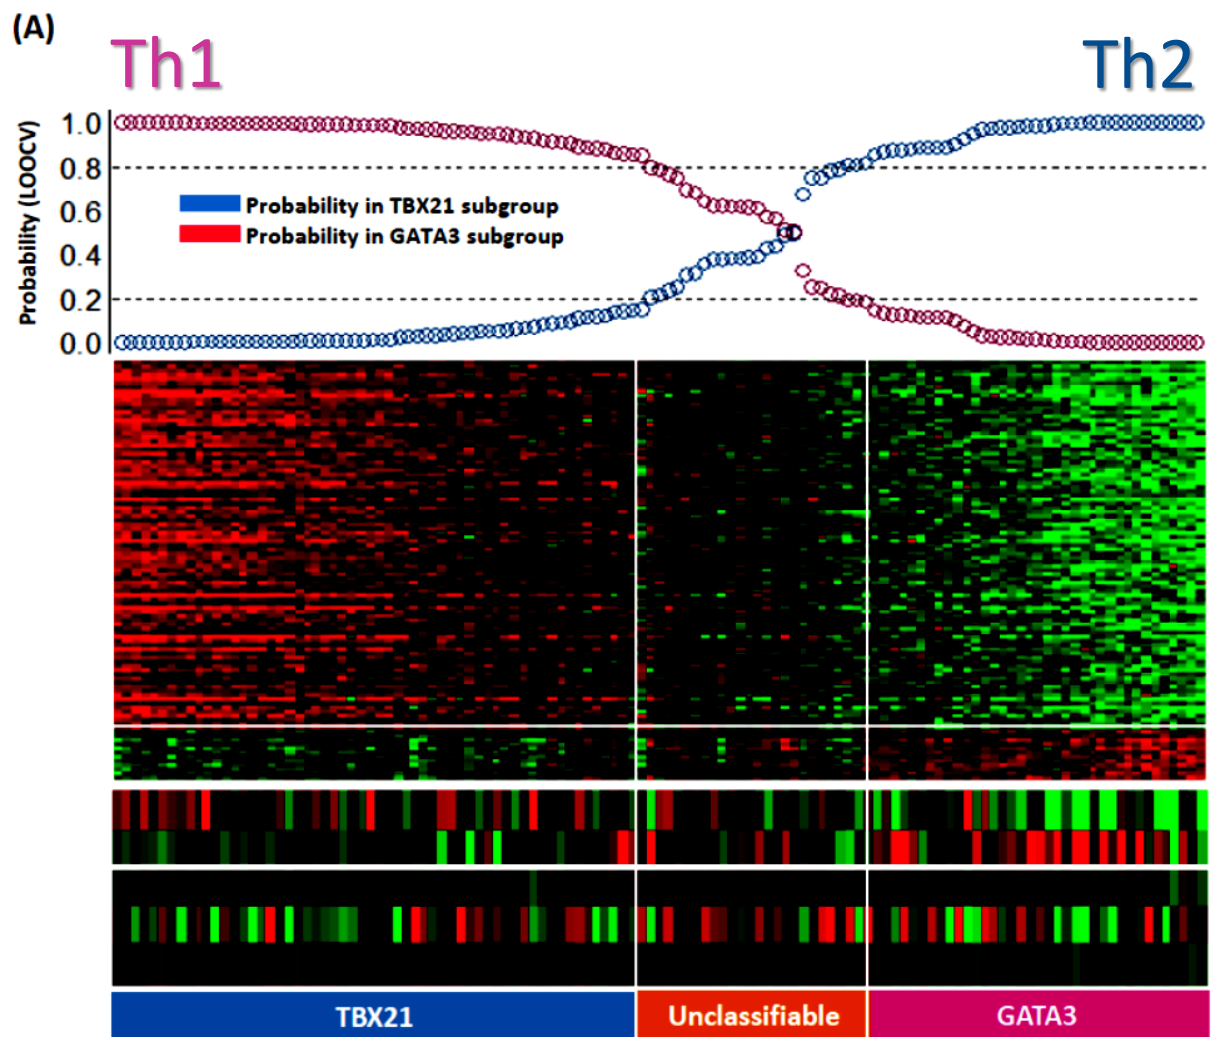 (A)
Th1 Th2
Probability (LOOCV)
1.0
0.8
0.6
0.4
0.2
0.0
Probability in TBX21 subgroup
Probability in GATA3 subgroup
TBX21 Unclassifiable GATA3